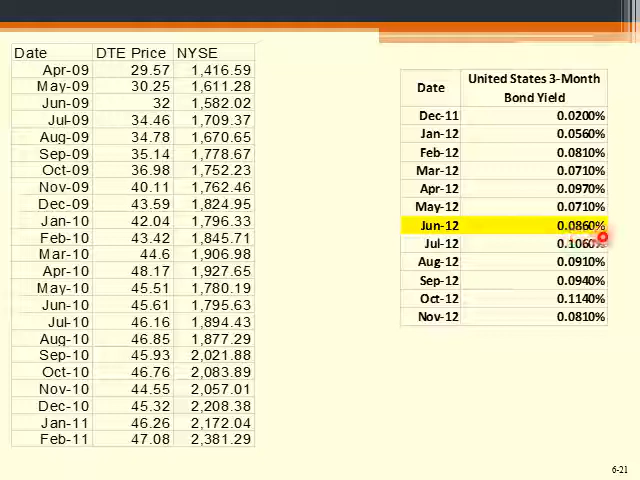 Date DTE Price NYSE
Apr-09 29.57 1,416.59
May-09 30.25 1,611.28
Jun-09 32 1,582.02
Jul-09 34.46 1,709.37
Aug-09 34.78 1,670.65
Sep-09 35.14 1,778.67
Oct-09 36.98 1,752.23
Nov-09 40.11 1,762.46
Dec-09 43.59 1,824.95
Jan-10 42.04 1,796.33
Feb-10 43.42 1,845.71
Mar-10 44.6 1,906.98
Apr-10 48.17 1,927.65
May-10 45.51 1,780.19
Jun-10 45.61 1,795.63
Jul-10 46.16 1,894.43
Aug-10 46.85 1,877.29
Sep-10 45.93 2,021.88
Oct-10 46.76 2,083.89
Nov-10 44.55 2,057.01
Dec-10 45.32 2,208.38
Jan-11 46.26 2,172.04
Feb-11 47.08 2,381.29
Date United States 3-Month
Bond Yield
Dec-11 0.0200%
Jan-12 0.0560%
Feb-12 0.0810%
Mar-12 0.0710%
Apr-12 0.0970%
May-12 0.0710%
Jun-12 0.0860%
Jul-12 0.1060%
Aug-12 0.0910%
Sep-12 0.0940%
Oct-12 0.1140%
Nov-12 0.0810%
6-21